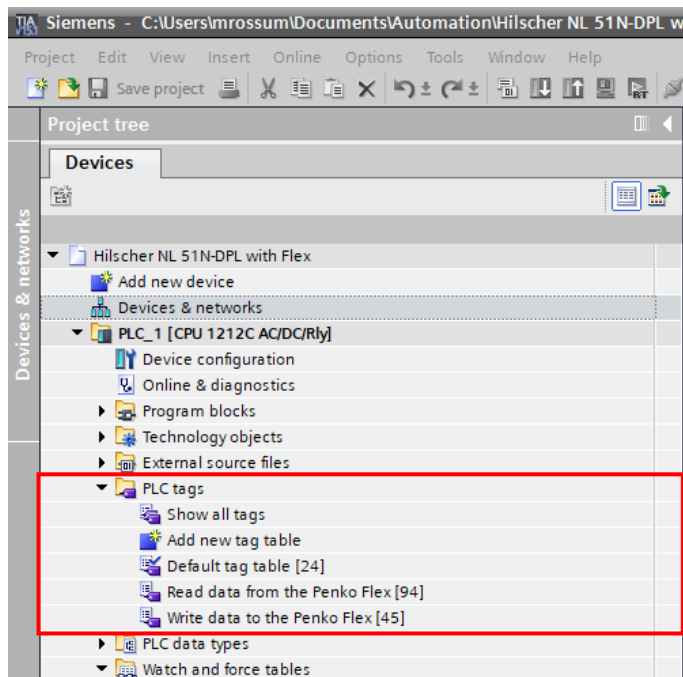 Siemens - C:\Users\mrossum\Documents\Automation\Hilscher NL 51N-DPL w
Project Edit View Insert Online Options Tools Window Help
Save project
Project tree
Devices
Devices & networks
Hilscher NL 51N-DPL with Flex
Add new device
Devices & networks
PLC_1 [CPU 1212C AC/DC/Rly]
Device configuration
Online & diagnostics
Program blocks
Technology objects
External source files
PLC tags
Show all tags
Add new tag table
Default tag table [24]
Read data from the Penko Flex [94]
Write data to the Penko Flex [45]
PLC data types
Watch and force tables